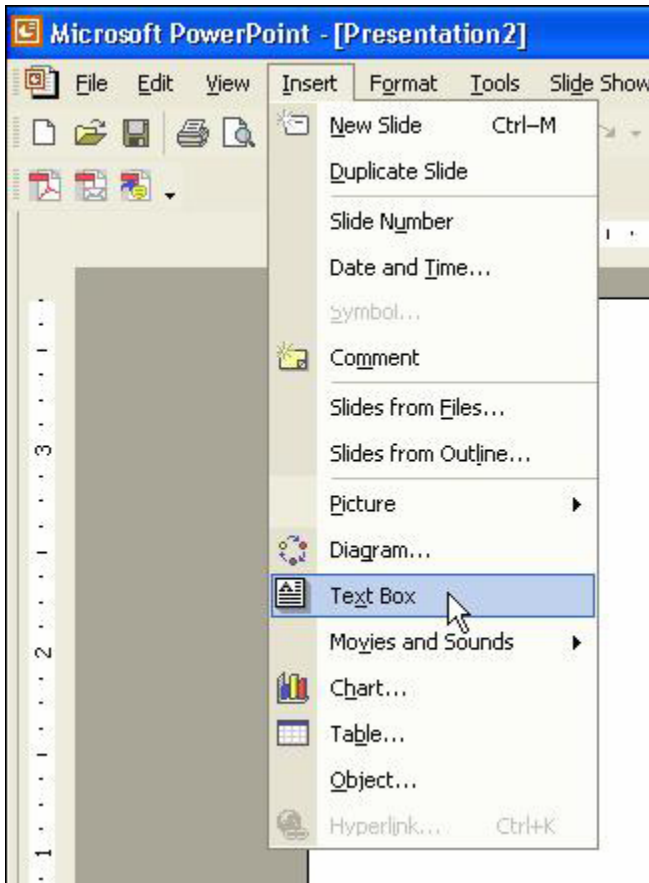 Microsoft PowerPoint - [Presentation2]
File Edit View Insert Format Tools Slide Show
New Slide Ctrl-M
Duplicate Slide
Slide Number
Date and Time...
Symbol...
Comment
Slides from Files...
Slides from Outline...
3
Picture
Diagram...
Text Box
Movies and Sounds
2
Chart...
Table...
Object...
Hyperlink... Ctrl+K
1